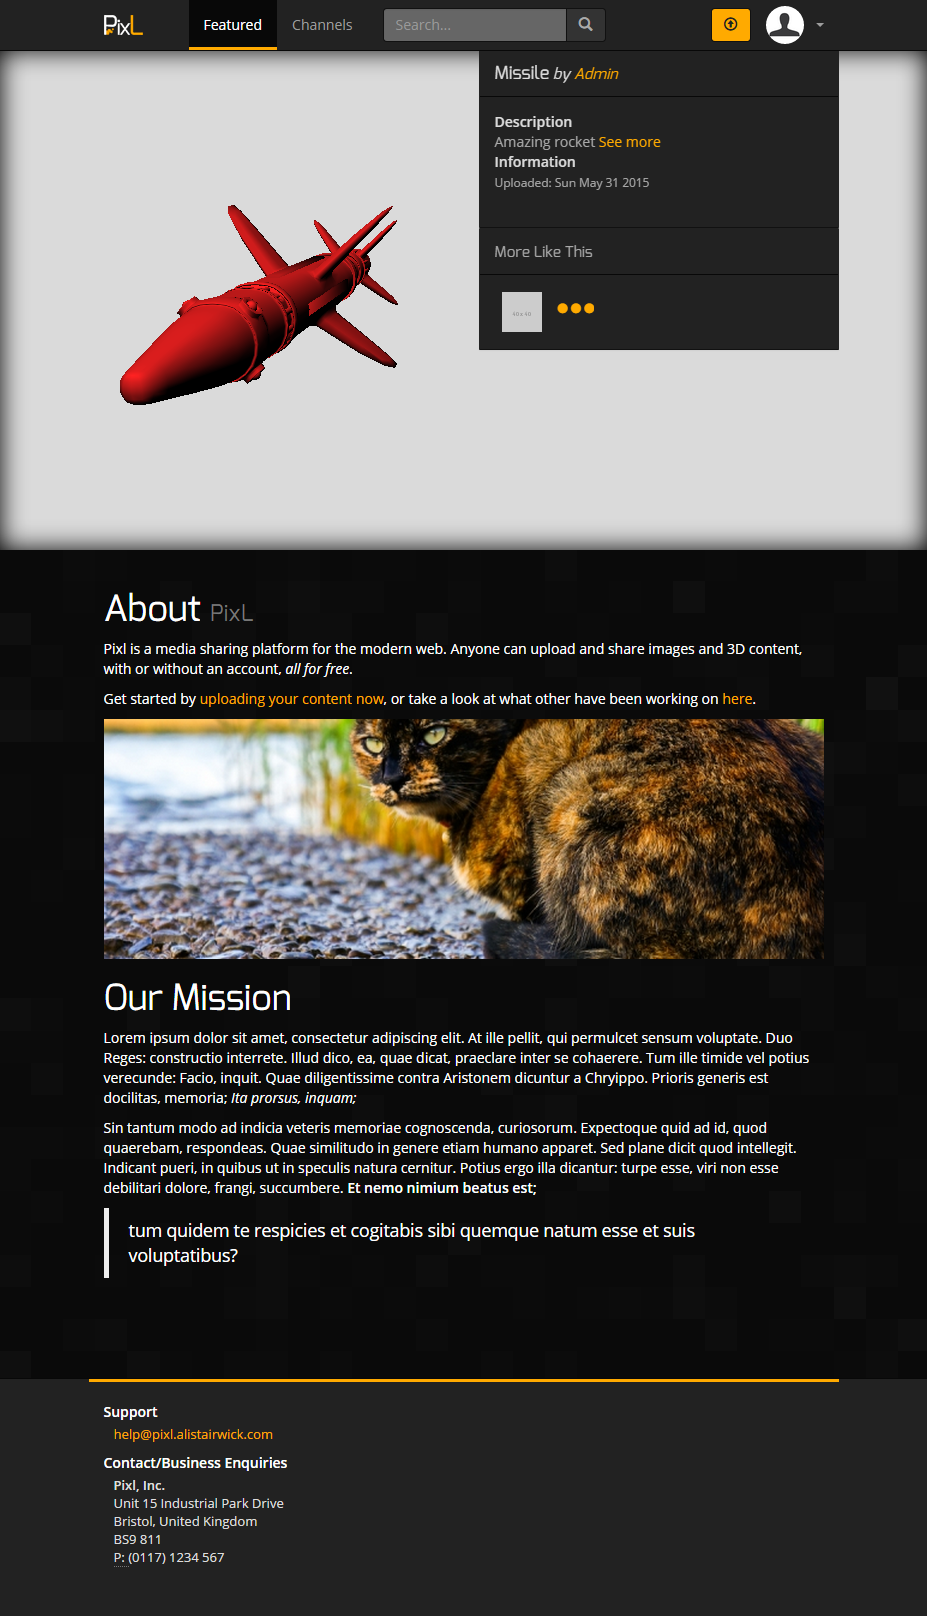 PixL
Featured
Channels
Search...
Missile by Admin
Description
Amazing rocket See more
Information
Uploaded: Sun May 31 2015
More Like This
40 x 40
About PixL
Pixl is a media sharing platform for the modern web. Anyone can upload and share images and 3D content,
with or without an account, all for free.
Get started by uploading your content now, or take a look at what other have been working on here.
Our Mission
Lorem ipsum dolor sit amet, consectetur adipiscing elit. At ille pellit, qui permulcet sensum voluptate. Duo
Reges: constructio interrete. Illud dico, ea, quae dicat, praeclare inter se cohaerere. Tum ille timide vel potius
verecunde: Facio, inquit. Quae diligentissime contra Aristonem dicuntur a Chryippo. Prioris generis est
docilitas, memoria; Ita prorsus, inquam;
Sin tantum modo ad indicia veteris memoriae cognoscenda, curiosorum. Expectoque quid ad id, quod
quaerebam, respondeas. Quae similitudo in genere etiam humano apparet. Sed plane dicit quod intellegit.
Indicant pueri, in quibus ut in speculis natura cernitur. Potius ergo illa dicantur: turpe esse, viri non esse
debilitari dolore, frangi, succumbere. Et nemo nimium beatus est;
tum quidem te respicies et cogitabis sibi quemque natum esse et suis
voluptatibus?
Support
help@pixl.alistairwick.com
Contact/Business Enquiries
Pixl, Inc.
Unit 15 Industrial Park Drive
Bristol, United Kingdom
BS9 811
P: (0117) 1234 567